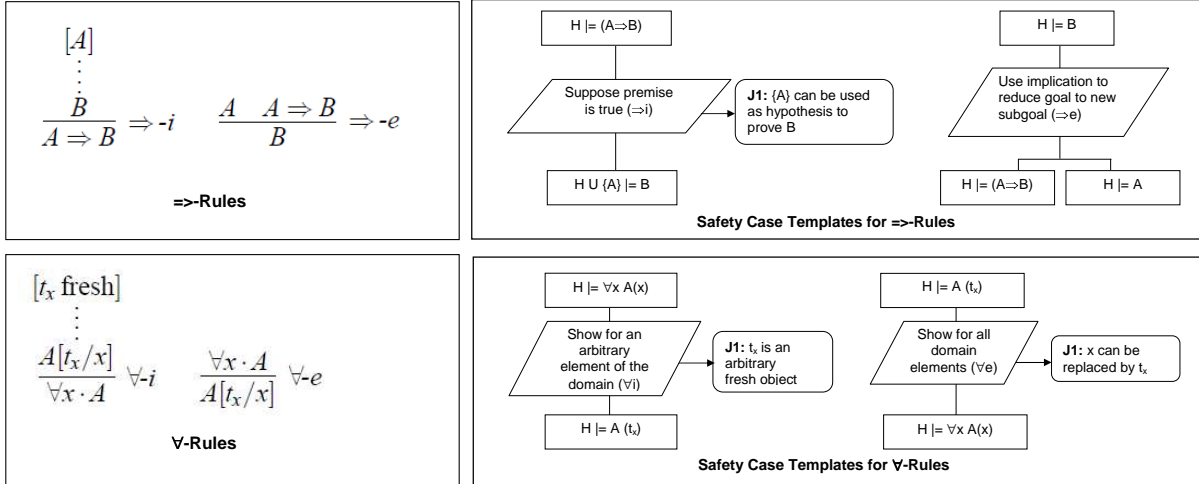 [A]
B
A ⇒ B
⇒-i
A A ⇒ B
B
⇒-e
=>-Rules
H |= (A⇒B)
Suppose premise
is true (⇒i)
J1: {A} can be used
as hypothesis to
prove B
H U {A} |= B
H |= B
Use implication to
reduce goal to new
subgoal (⇒e)
H |= (A⇒B)
H |= A
Safety Case Templates for =>-Rules
[tₓ fresh]
A[tₓ/x]
∀x · A
∀-i
∀x · A
A[tₓ/x]
∀-e
∀-Rules
H |= ∀x A(x)
Show for an
arbitrary
element of the
domain (∀i)
J1: tₓ is an
arbitrary
fresh object
H |= A (tₓ)
H |= A (tₓ)
Show for all
domain
elements (∀e)
J1: x can be
replaced by tₓ
H |= ∀x A(x)
Safety Case Templates for ∀-Rules